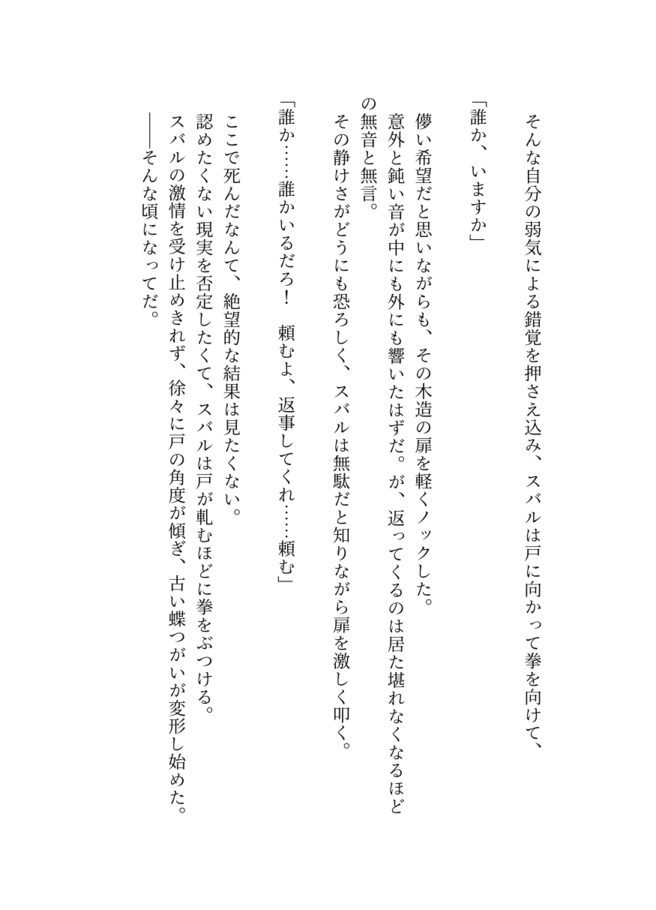 そんな自分の弱気による錯覚を押さえ込み、スバルは戸に向かって拳を向けて、
「誰か、いますか」
儚い希望だと思いながらも、その木造の扉を軽くノックした。
意外と鈍い音が中にも外にも響いたはずだ。が、返ってくるのは居た堪れなくなるほど
の無音と無言。
その静けさがどうにも恐ろしく、スバルは無駄だと知りながら扉を激しく叩く。
「誰か……誰かいるだろ！　頼むよ、返事してくれ……頼む」
ここで死んだなんて、絶望的な結果は見たくない。
認めたくない現実を否定したくて、スバルは戸が軋むほどに拳をぶつける。
スバルの激情を受け止めきれず、徐々に戸の角度が傾ぎ、古い蝶つがいが変形し始めた。
――そんな頃になってだ。